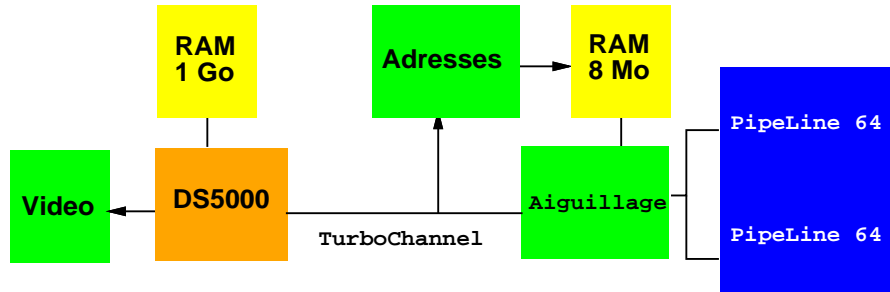 RAM
1 Go
Adresses
RAM
8 Mo
PipeLine 64
Video
DS5000
Aiguillage
TurboChannel
PipeLine 64